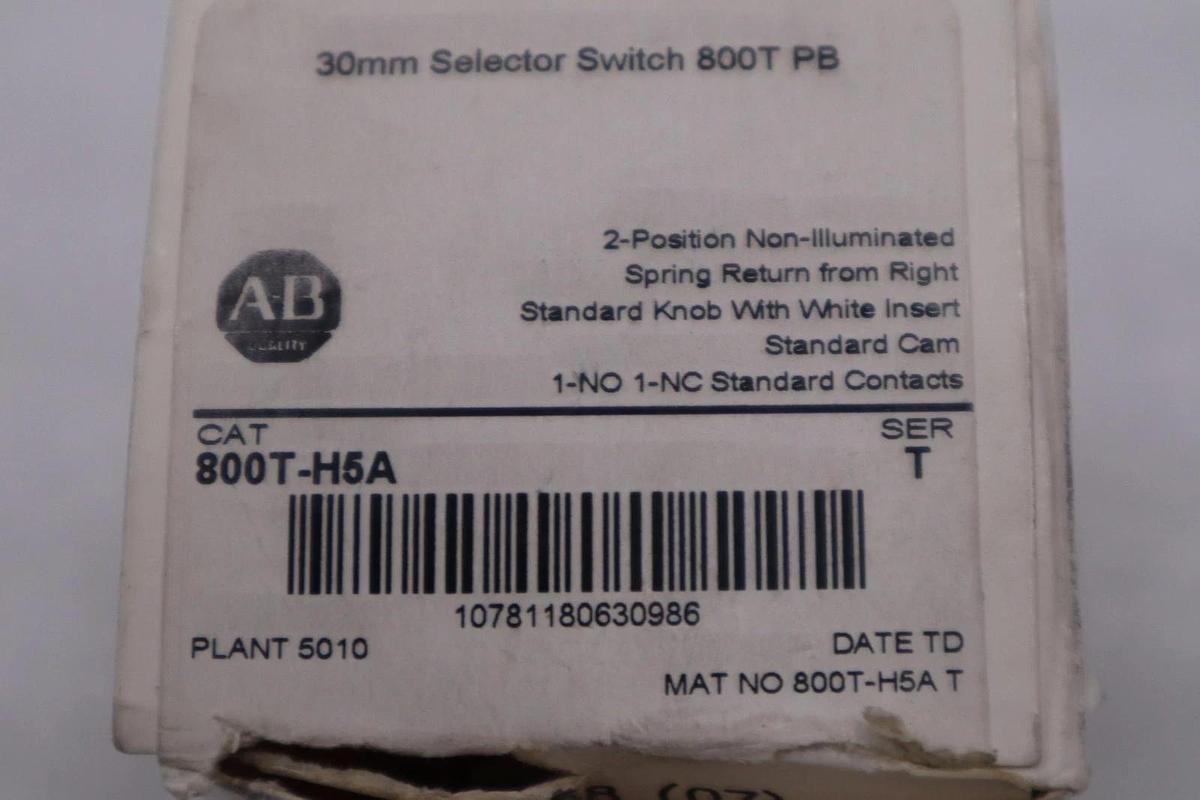 30mm Selector Switch 800T PB
2-Position Non-Illuminated
Spring Return from Right
Standard Knob With White Insert
Standard Cam
1-NO 1-NC Standard Contacts
A-B
QUALITY
CAT
SER
800T-H5A
T
10781180630986
PLANT 5010
DATE TD
MAT NO 800T-H5A T